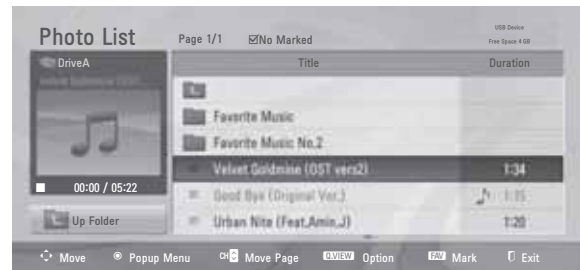 Photo List
Page 1/1 ☑No Marked
USB Device
Free Space 4 GB
DriveA
Title Duration
Favorite Music
Favorite Music No.2
Velvet Goldmine (OST vers2) 1:34
00:00 / 05:22
Good Bye (Original Ver.) 1:35
Up Folder
Urban Nite (Feat.Amin.J) 1:20
Move Popup Menu CH Move Page Q.VIEW Option FAV Mark Exit